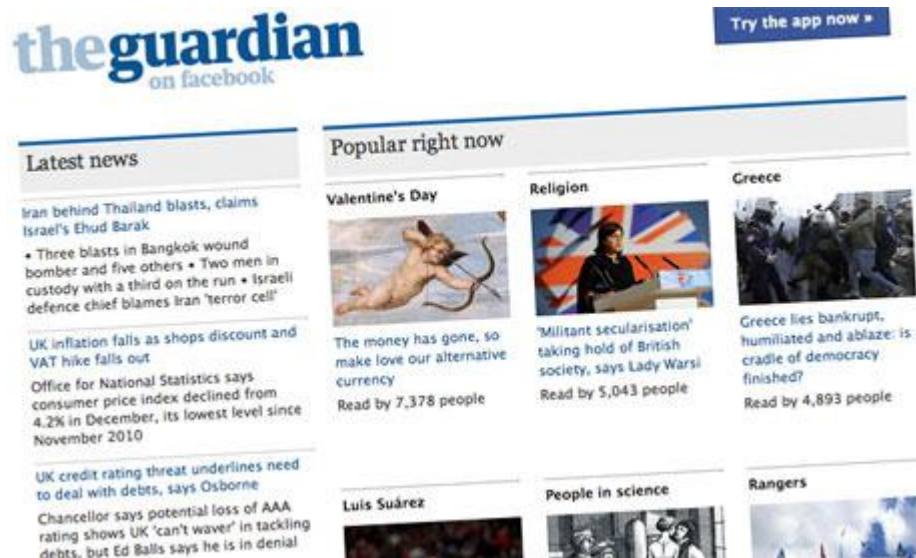 theguardian
on facebook
Try the app now »
Latest news
Iran behind Thailand blasts, claims
Israel's Ehud Barak
• Three blasts in Bangkok wound
bomber and five others • Two men in
custody with a third on the run • Israeli
defence chief blames Iran 'terror cell'
UK inflation falls as shops discount and
VAT hike falls out
Office for National Statistics says
consumer price index declined from
4.2% in December, its lowest level since
November 2010
UK credit rating threat underlines need
to deal with debts, says Osborne
Chancellor says potential loss of AAA
rating shows UK 'can't waver' in tackling
debts, but Ed Balls says he is in denial
Popular right now
Valentine's Day
The money has gone, so
make love our alternative
currency
Read by 7,378 people
Religion
'Militant secularisation'
taking hold of British
society, says Lady Warsi
Read by 5,043 people
Greece
Greece lies bankrupt,
humiliated and ablaze: is
cradle of democracy
finished?
Read by 4,893 people
Luis Suárez
People in science
Rangers